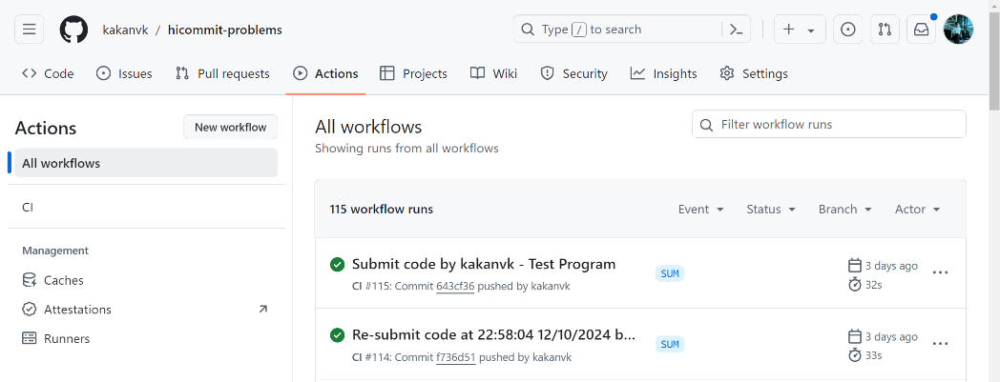 kakanvk / hicommit-problems
Type / to search
Code Issues Pull requests Actions Projects Wiki Security Insights Settings
Actions
New workflow
All workflows
CI
Management
Caches
Attestations
Runners
All workflows
Showing runs from all workflows
Filter workflow runs
115 workflow runs
Event Status Branch Actor
Submit code by kakanvk - Test Program
CI #115: Commit 643cf36 pushed by kakanvk
SUM
3 days ago
32s
Re-submit code at 22:58:04 12/10/2024 b...
CI #114: Commit f736d51 pushed by kakanvk
SUM
3 days ago
33s